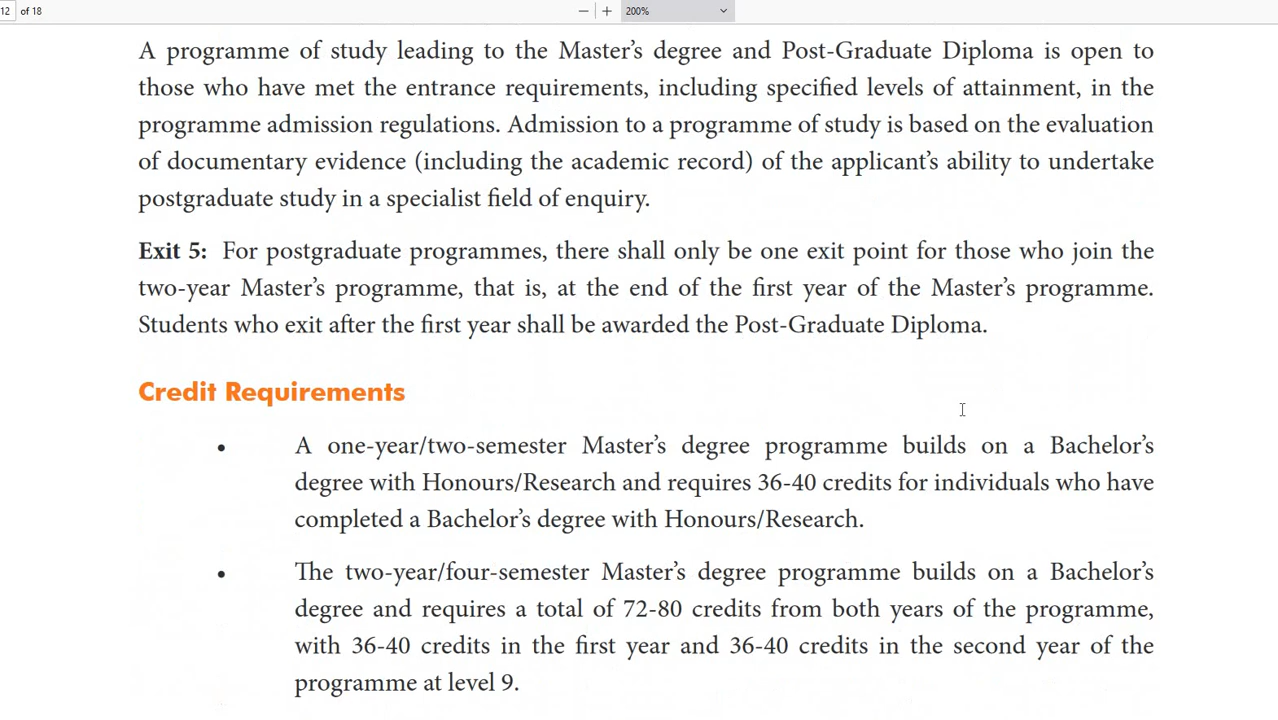 12 of 18
200%
A programme of study leading to the Master's degree and Post-Graduate Diploma is open to
those who have met the entrance requirements, including specified levels of attainment, in the
programme admission regulations. Admission to a programme of study is based on the evaluation
of documentary evidence (including the academic record) of the applicant's ability to undertake
postgraduate study in a specialist field of enquiry.
Exit 5: For postgraduate programmes, there shall only be one exit point for those who join the
two-year Master's programme, that is, at the end of the first year of the Master's programme.
Students who exit after the first year shall be awarded the Post-Graduate Diploma.
Credit Requirements
• A one-year/two-semester Master's degree programme builds on a Bachelor's
degree with Honours/Research and requires 36-40 credits for individuals who have
completed a Bachelor's degree with Honours/Research.
• The two-year/four-semester Master's degree programme builds on a Bachelor's
degree and requires a total of 72-80 credits from both years of the programme,
with 36-40 credits in the first year and 36-40 credits in the second year of the
programme at level 9.